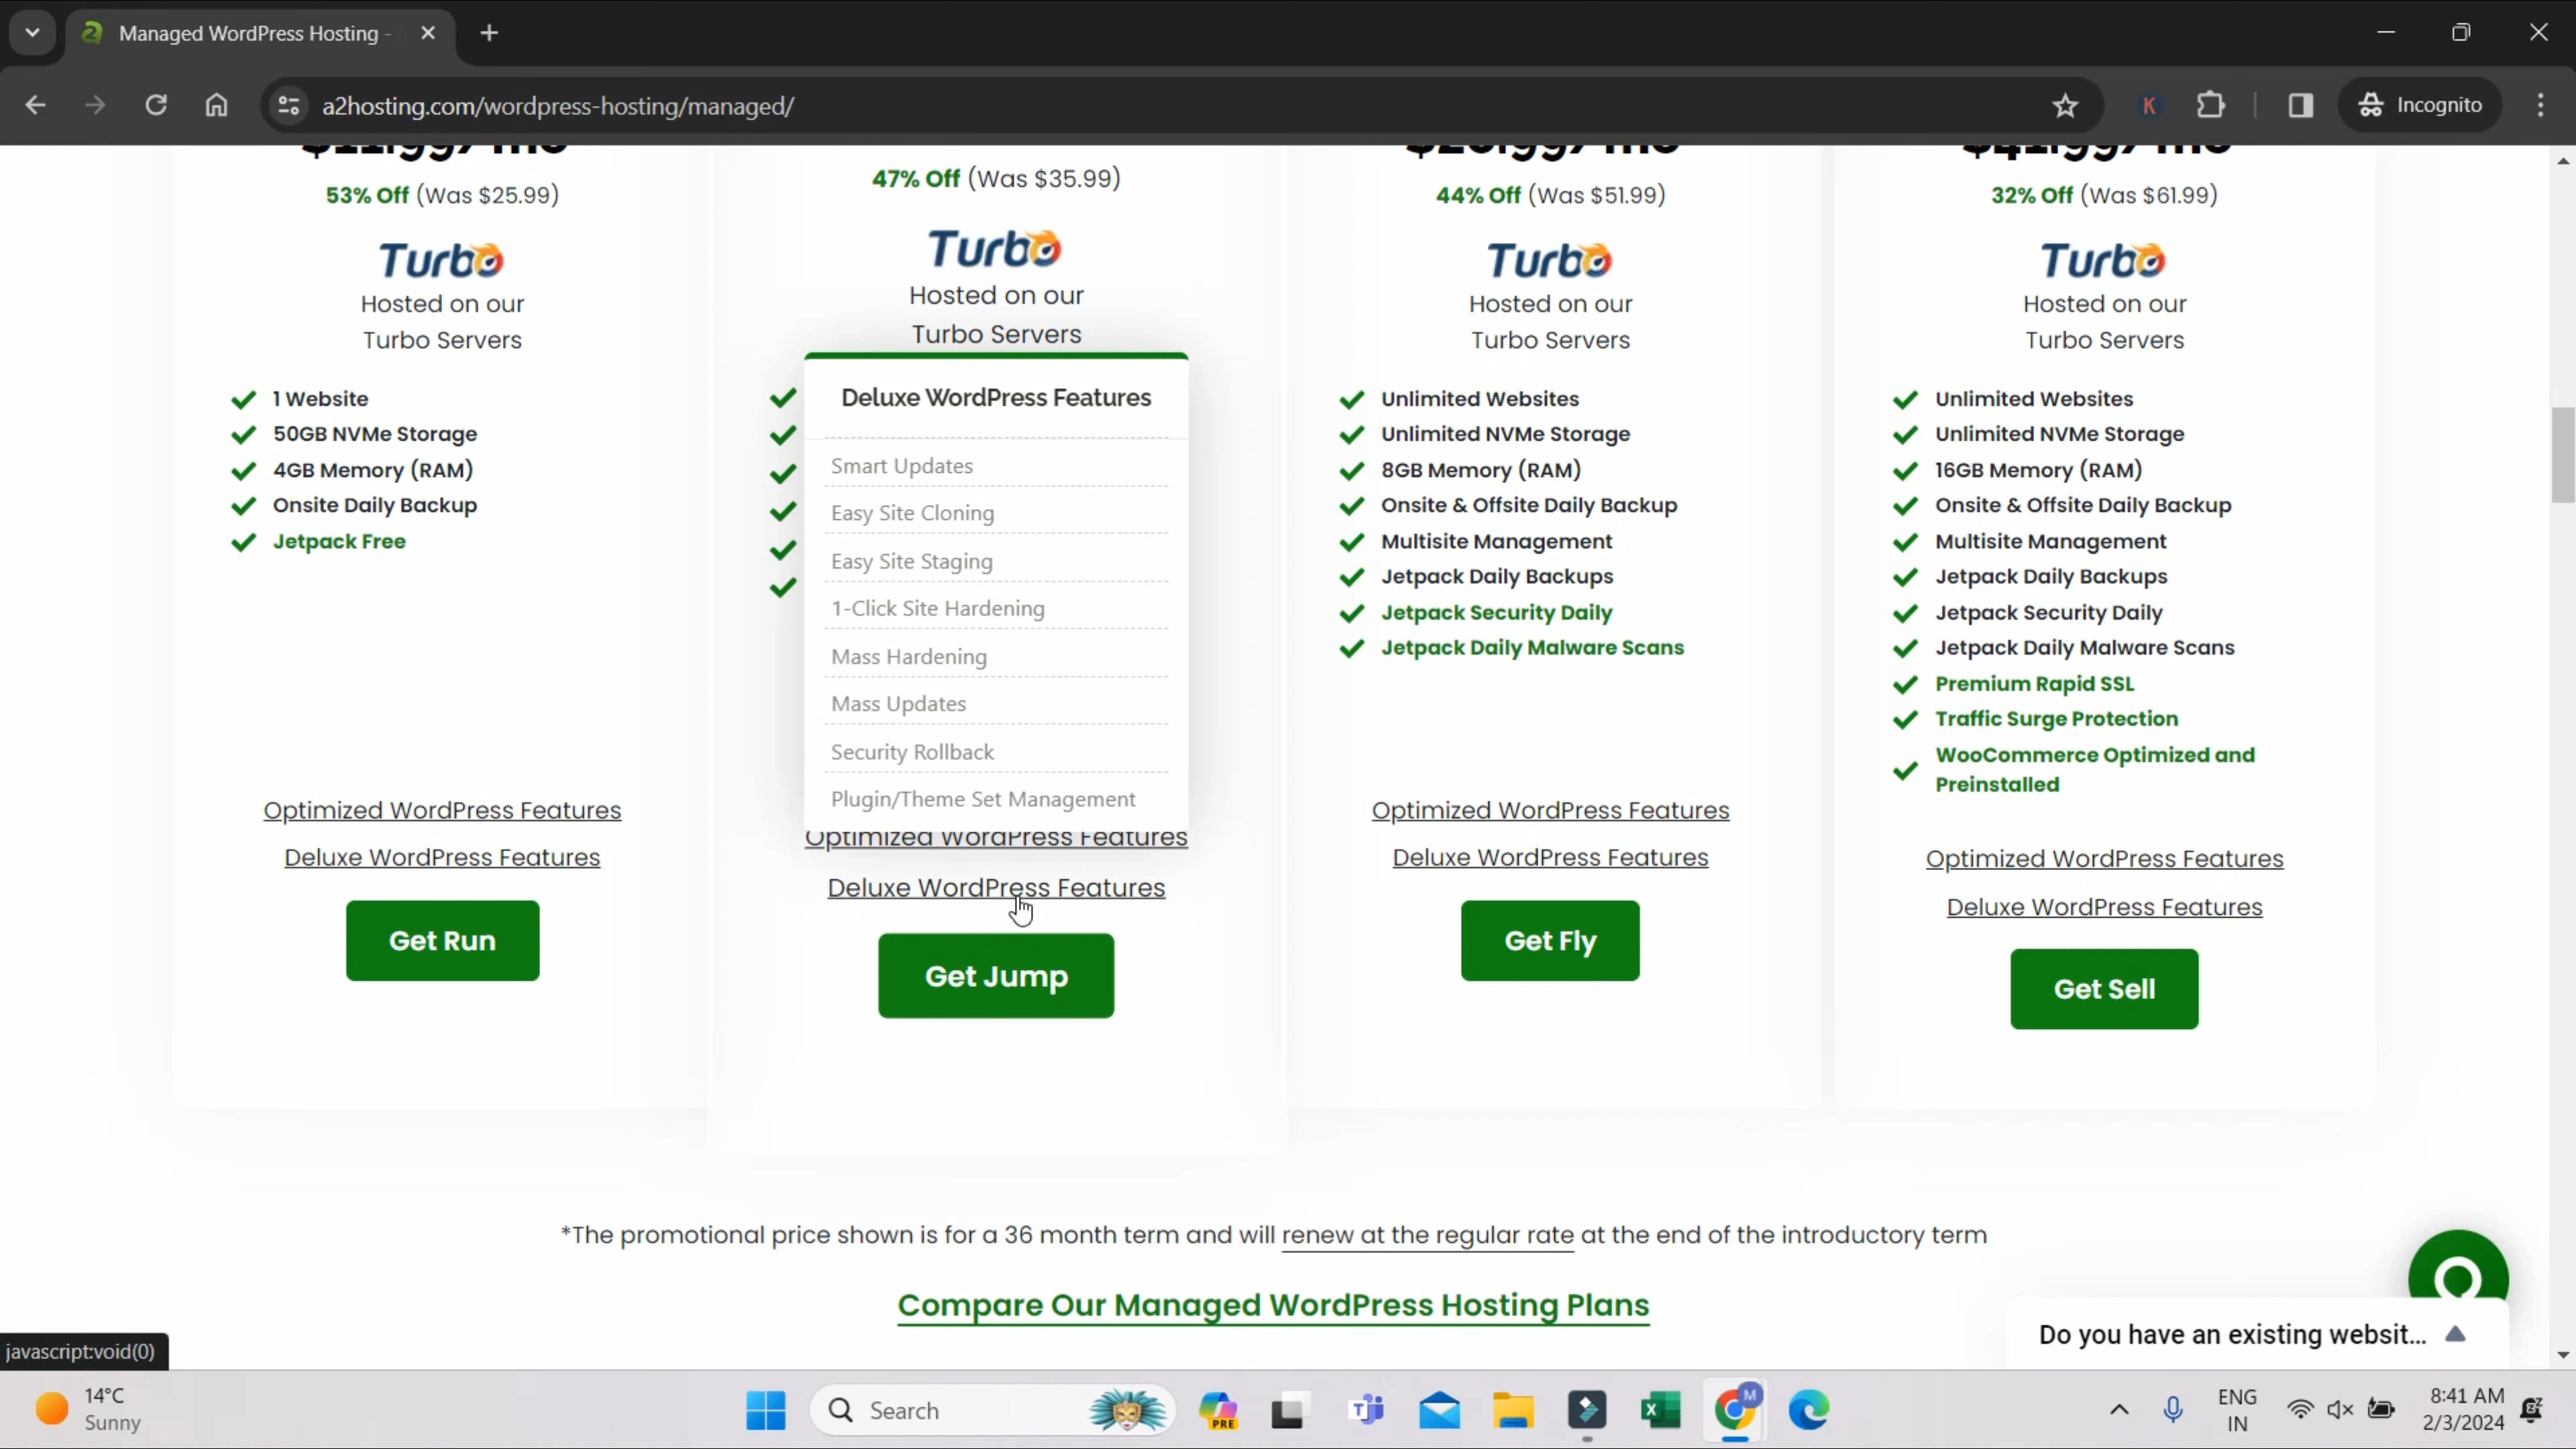 Managed WordPress Hosting -
a2hosting.com/wordpress-hosting/managed/
K
Incognito
53% Off (Was $25.99)
Turbo
Hosted on our
Turbo Servers
1 Website
50GB NVMe Storage
4GB Memory (RAM)
Onsite Daily Backup
Jetpack Free
Optimized WordPress Features
Deluxe WordPress Features
Get Run
47% Off (Was $35.99)
Turbo
Hosted on our
Turbo Servers
Deluxe WordPress Features
Smart Updates
Easy Site Cloning
Easy Site Staging
1-Click Site Hardening
Mass Hardening
Mass Updates
Security Rollback
Plugin/Theme Set Management
Optimized WordPress Features
Deluxe WordPress Features
Get Jump
44% Off (Was $51.99)
Turbo
Hosted on our
Turbo Servers
Unlimited Websites
Unlimited NVMe Storage
8GB Memory (RAM)
Onsite & Offsite Daily Backup
Multisite Management
Jetpack Daily Backups
Jetpack Security Daily
Jetpack Daily Malware Scans
Optimized WordPress Features
Deluxe WordPress Features
Get Fly
32% Off (Was $61.99)
Turbo
Hosted on our
Turbo Servers
Unlimited Websites
Unlimited NVMe Storage
16GB Memory (RAM)
Onsite & Offsite Daily Backup
Multisite Management
Jetpack Daily Backups
Jetpack Security Daily
Jetpack Daily Malware Scans
Premium Rapid SSL
Traffic Surge Protection
WooCommerce Optimized and
Preinstalled
Optimized WordPress Features
Deluxe WordPress Features
Get Sell
*The promotional price shown is for a 36 month term and will renew at the regular rate at the end of the introductory term
Compare Our Managed WordPress Hosting Plans
Do you have an existing websit...
javascript:void(0)
14°C
Sunny
Search
PRE
M
ENG
IN
8:41 AM
2/3/2024